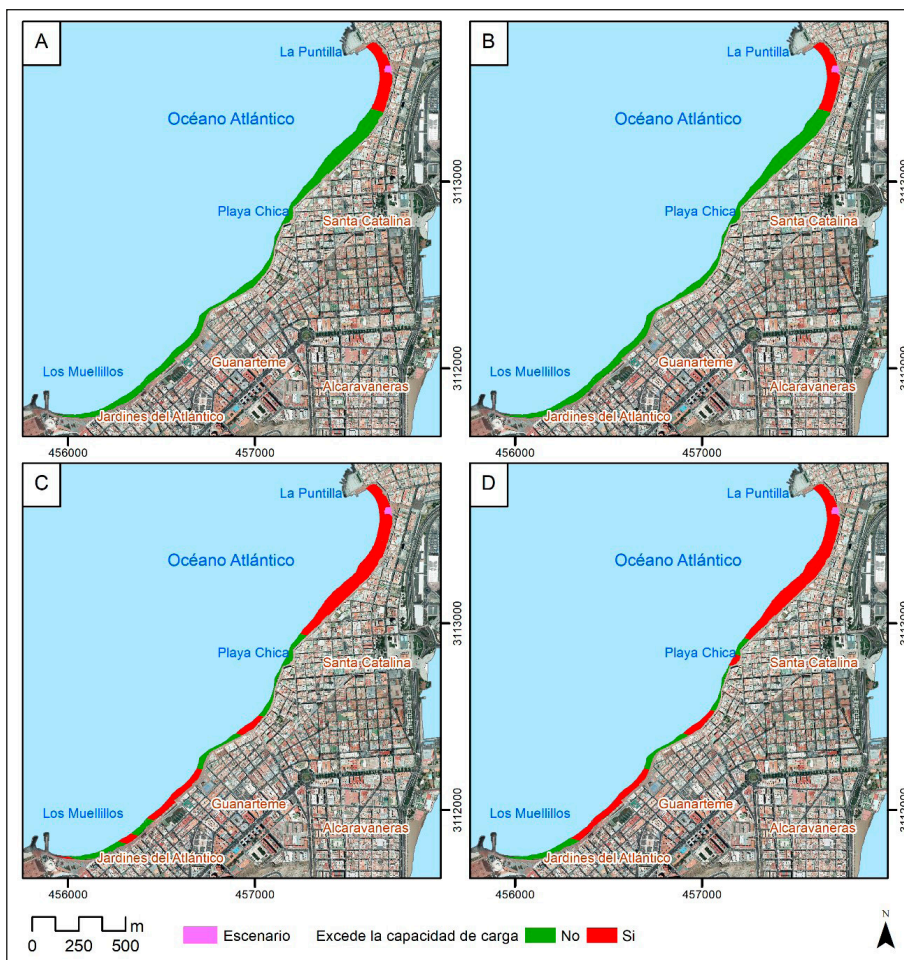 A
La Puntilla
Océano Atlántico
Playa Chica
Santa Catalina
Guanarteme
Los Muellillos
Alcaravaneras
Jardines del Atlántico
3113000
3112000
456000
457000
B
La Puntilla
Océano Atlántico
Playa Chica
Santa Catalina
Guanarteme
Los Muellillos
Alcaravaneras
Jardines del Atlántico
3113000
3112000
456000
457000
C
La Puntilla
Océano Atlántico
Playa Chica
Santa Catalina
Guanarteme
Los Muellillos
Alcaravaneras
Jardines del Atlántico
3113000
3112000
456000
457000
D
La Puntilla
Océano Atlántico
Playa Chica
Santa Catalina
Guanarteme
Los Muellillos
Alcaravaneras
Jardines del Atlántico
3113000
3112000
456000
457000
0 250 500 m
Escenario Excede la capacidad de carga No Si
N